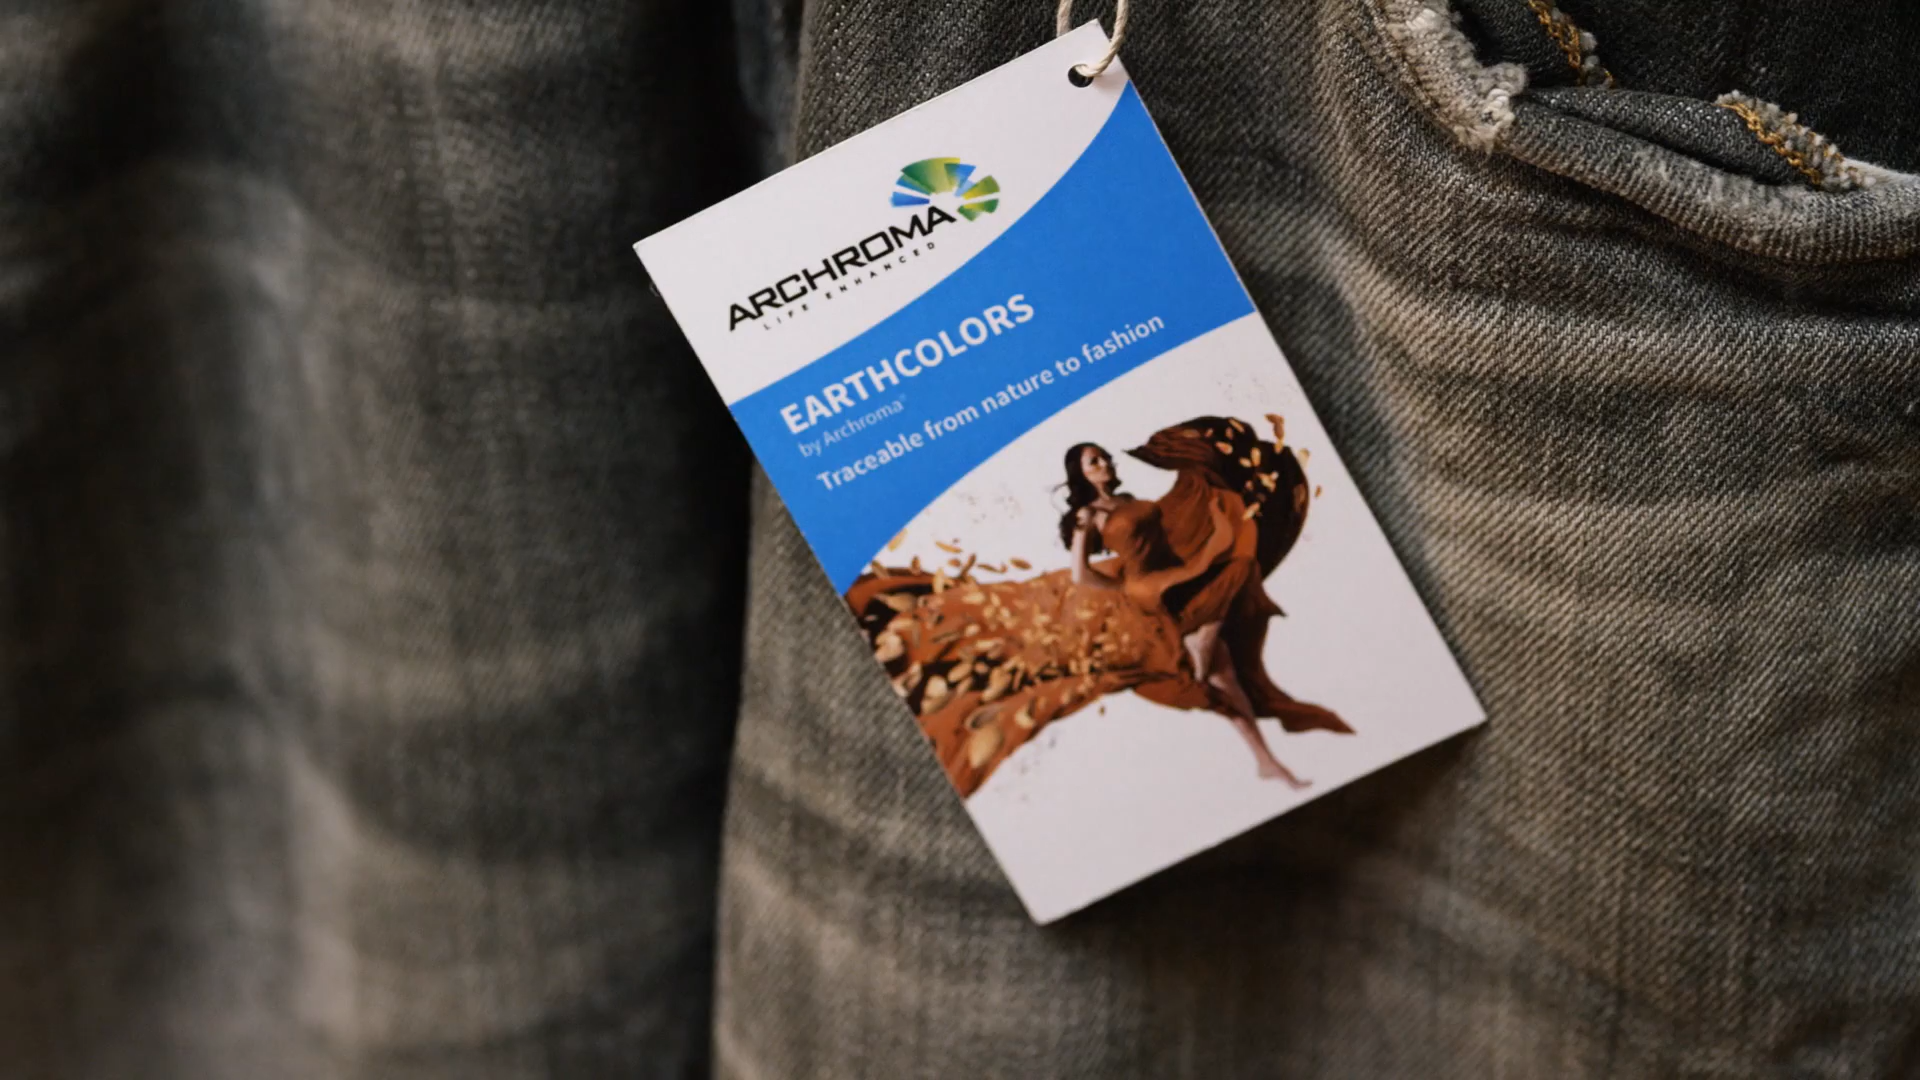 ARCHROMA
LIFE ENHANCED
EARTHCOLORS
by Archroma®
Traceable from nature to fashion